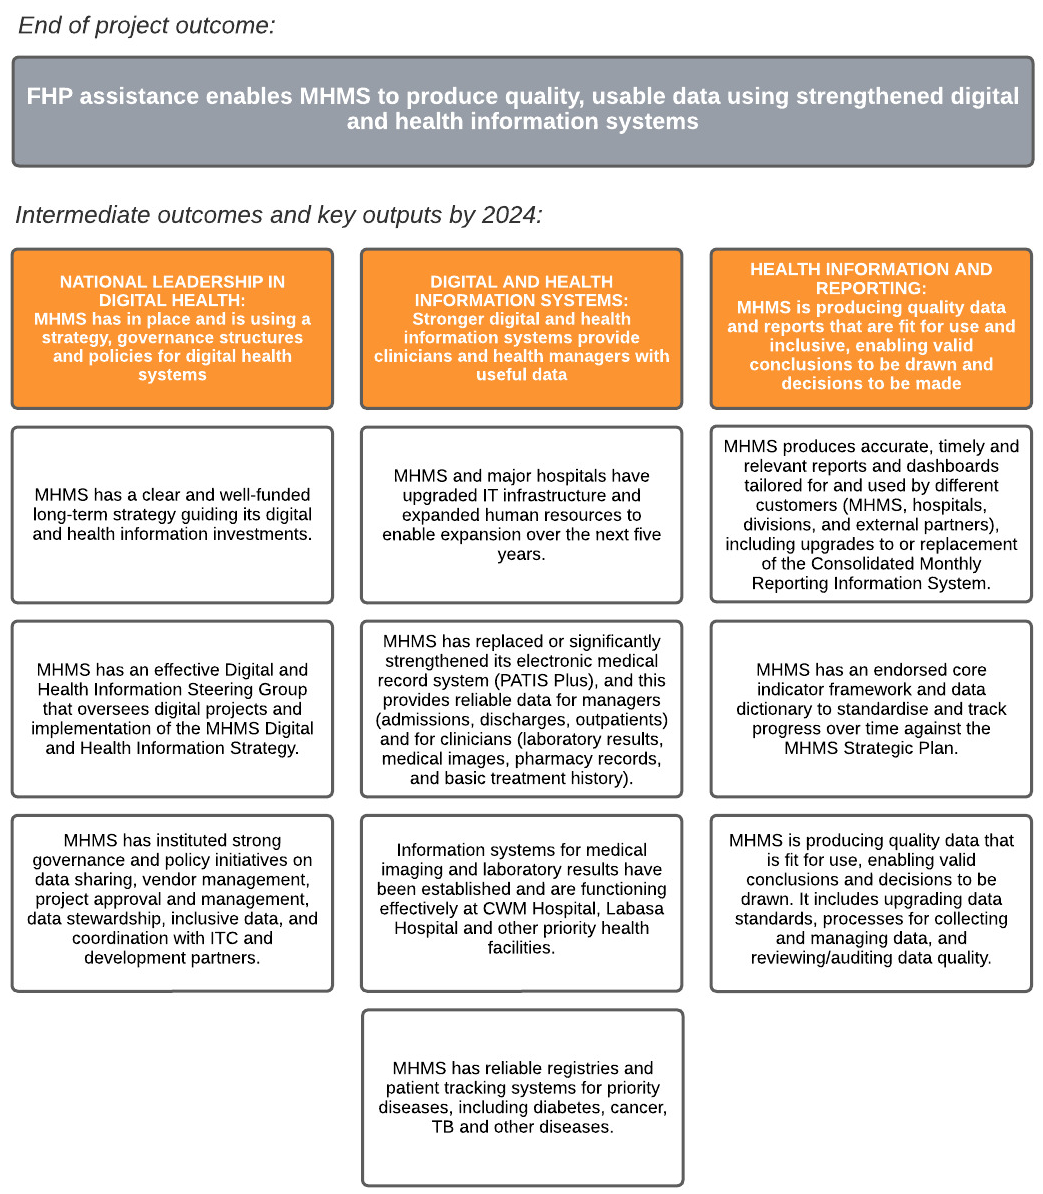 End of project outcome:
FHP assistance enables MHMS to produce quality, usable data using strengthened digital
and health information systems
Intermediate outcomes and key outputs by 2024:
NATIONAL LEADERSHIP IN
DIGITAL HEALTH:
MHMS has in place and is using a
strategy, governance structures
and policies for digital health
systems
MHMS has a clear and well-funded
long-term strategy guiding its digital
and health information investments.
MHMS has an effective Digital and
Health Information Steering Group
that oversees digital projects and
implementation of the MHMS Digital
and Health Information Strategy.
MHMS has instituted strong
governance and policy initiatives on
data sharing, vendor management,
project approval and management,
data stewardship, inclusive data, and
coordination with ITC and
development partners.
DIGITAL AND HEALTH
INFORMATION SYSTEMS:
Stronger digital and health
information systems provide
clinicians and health managers with
useful data
MHMS and major hospitals have
upgraded IT infrastructure and
expanded human resources to
enable expansion over the next five
years.
MHMS has replaced or significantly
strengthened its electronic medical
record system (PATIS Plus), and this
provides reliable data for managers
(admissions, discharges, outpatients)
and for clinicians (laboratory results,
medical images, pharmacy records,
and basic treatment history).
Information systems for medical
imaging and laboratory results have
been established and are functioning
effectively at CWM Hospital, Labasa
Hospital and other priority health
facilities.
MHMS has reliable registries and
patient tracking systems for priority
diseases, including diabetes, cancer,
TB and other diseases.
HEALTH INFORMATION AND
REPORTING:
MHMS is producing quality data
and reports that are fit for use and
inclusive, enabling valid
conclusions to be drawn and
decisions to be made
MHMS produces accurate, timely and
relevant reports and dashboards
tailored for and used by different
customers (MHMS, hospitals,
divisions, and external partners),
including upgrades to or replacement
of the Consolidated Monthly
Reporting Information System.
MHMS has an endorsed core
indicator framework and data
dictionary to standardise and track
progress over time against the
MHMS Strategic Plan.
MHMS is producing quality data that
is fit for use, enabling valid
conclusions and decisions to be
drawn. It includes upgrading data
standards, processes for collecting
and managing data, and
reviewing/auditing data quality.